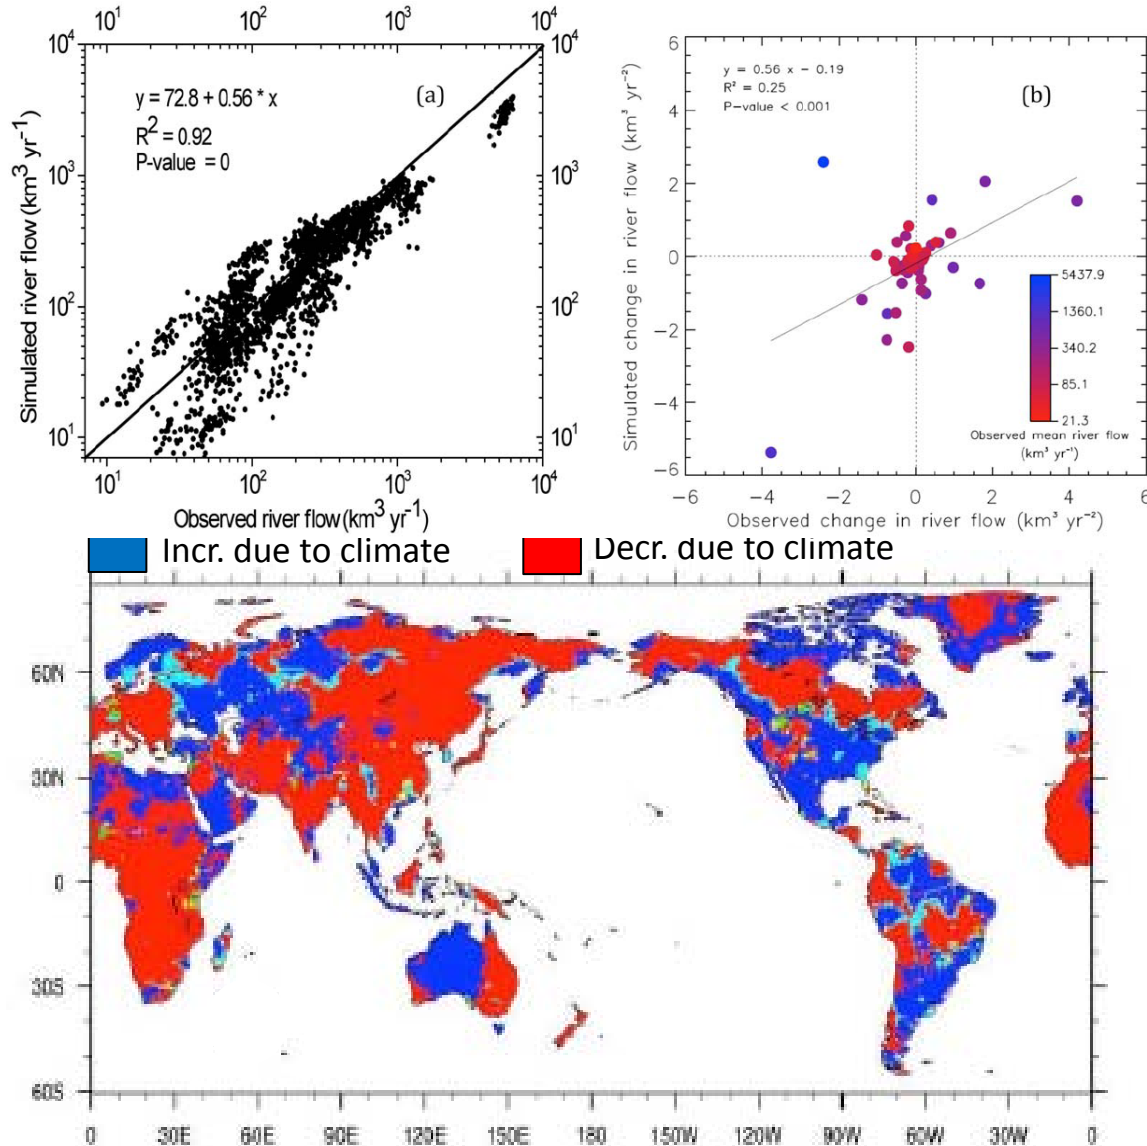 10¹ 10² 10³ 10⁴
10⁴ 10⁴
y = 72.8 + 0.56 * x (a)
R² = 0.92
P-value = 0
10³ 10³
10² 10²
10¹ 10¹
Simulated river flow (km³ yr⁻¹)
10¹ 10² 10³ 10⁴
Observed river flow (km³ yr⁻¹)
6
y = 0.56 x − 0.19
R² = 0.25 (b)
P-value < 0.001
4
2
0
−2
−4
−6
Simulated change in river flow (km³ yr⁻²)
5437.9
1360.1
340.2
85.1
21.3
Observed mean river flow
(km³ yr⁻¹)
−6 −4 −2 0 2 4 6
Observed change in river flow (km³ yr⁻²)
Incr. due to climate Decr. due to climate
60N
30N
0
30S
60S
0 30E 60E 90E 120E 150E 180 150W 120W 90W 60W 30W 0